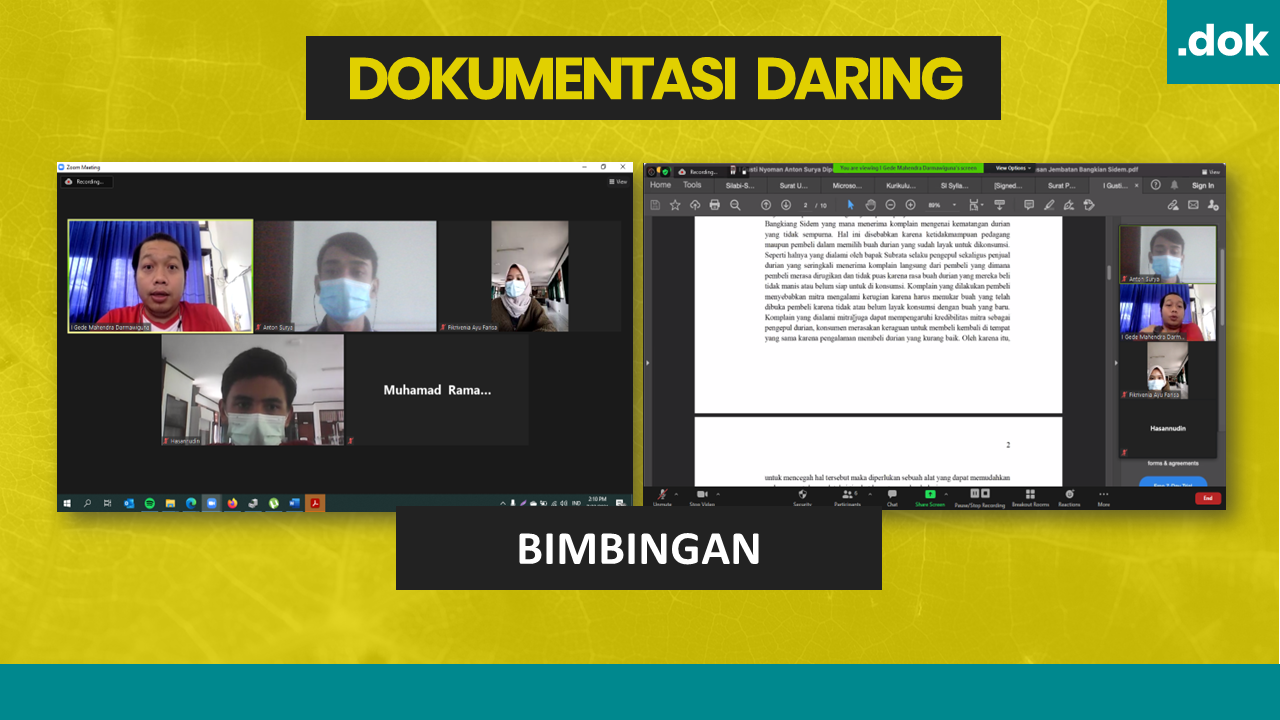 .dok
DOKUMENTASI DARING
Zoom Meeting
Recording...
View
I Gede Mahendra Darmawiguna
Anton Surya
Fikrivenia Ayu Farisa
Hasannudin
Muhamad Rama...
2:10 PM
Recording...
You are viewing I Gede Mahendra Darmawiguna's screen
View Options
Jembatan Bangkian Sidem.pdf
View
Home Tools Silabi-S... Surat U... Microso... Kurikulu... SI Sylla... [Signed... Surat P... I Gusti... Sign In
2 / 10
Bangkiang Sidem yang mana menerima komplain mengenai kematangan durian
yang tidak sempurna. Hal ini disebabkan karena ketidakmampuan pedagang
maupun pembeli dalam memilih buah durian yang sudah layak untuk dikonsumsi.
Seperti halnya yang dialami oleh bapak Subrata selaku pengepul sekaligus penjual
durian yang seringkali menerima komplain langsung dari pembeli yang dimana
pembeli merasa dirugikan dan tidak puas karena rasa buah durian yang mereka beli
tidak manis atau belum siap untuk di konsumsi. Komplain yang dilakukan pembeli
menyebabkan mitra mengalami kerugian karena harus menukar buah yang telah
dibuka pembeli karena tidak atau belum layak konsumsi dengan buah yang baru.
Komplain yang dialami mitra juga dapat mempengaruhi kredibilitas mitra sebagai
pengepul durian, konsumen merasakan keraguan untuk membeli kembali di tempat
yang sama karena pengalaman membeli durian yang kurang baik. Oleh karena itu,
2
untuk mencegah hal tersebut maka diperlukan sebuah alat yang dapat memudahkan
Anton Surya
I Gede Mahendra Darm...
Fikrivenia Ayu Farisa
Hasannudin
forms & agreements
Unmute Stop Video Security Participants 6 Chat Share Screen Pause/Stop Recording Breakout Rooms Reactions More End
BIMBINGAN